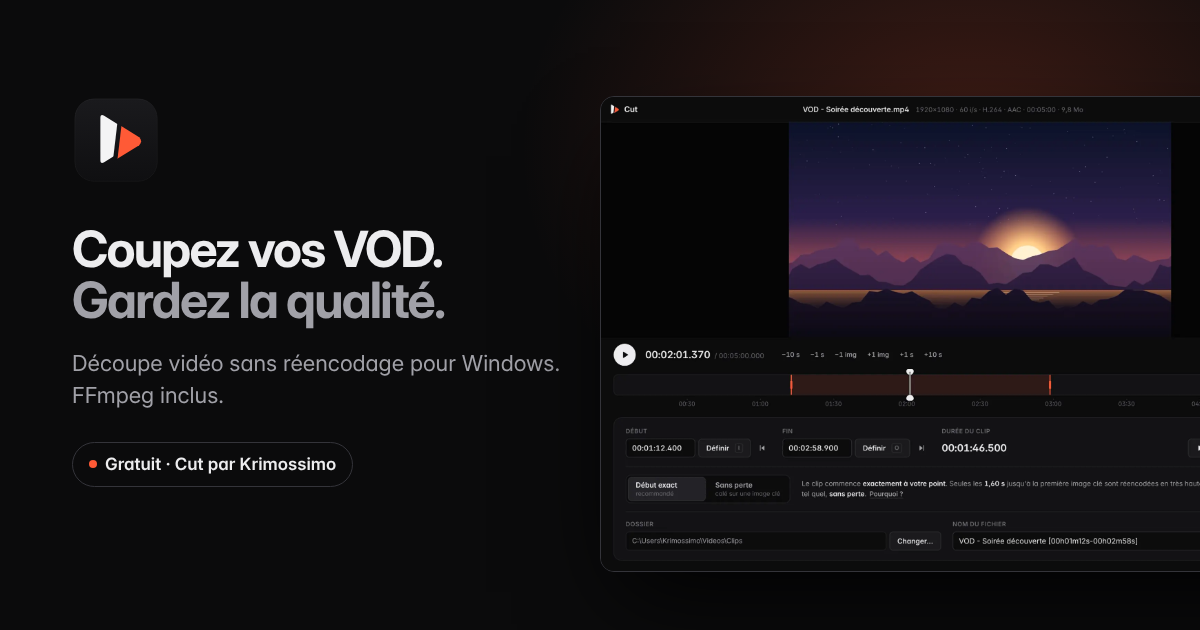 Coupez vos VOD.
Gardez la qualité.
Découpe vidéo sans réencodage pour Windows.
FFmpeg inclus.
Gratuit · Cut par Krimossimo
Cut
VOD - Soirée découverte.mp4 1920×1080 · 60 i/s · H.264 · AAC · 00:05:00 · 9,8 Mo
00:02:01.370 / 00:05:00.000 −10 s −1 s −1 img +1 img +1 s +10 s
00:30 01:00 01:30 02:00 02:30 03:00 03:30
DÉBUT FIN DURÉE DU CLIP
00:01:12.400 Définir I 00:02:58.900 Définir O 00:01:46.500
Début exact Sans perte
recommandé calé sur une image clé
Le clip commence exactement à votre point. Seules les 1,60 s jusqu'à la première image clé sont réencodées en très haute
tel quel, sans perte. Pourquoi ?
DOSSIER NOM DU FICHIER
C:\Users\Krimossimo\Videos\Clips Changer... VOD - Soirée découverte [00h01m12s-00h02m58s]